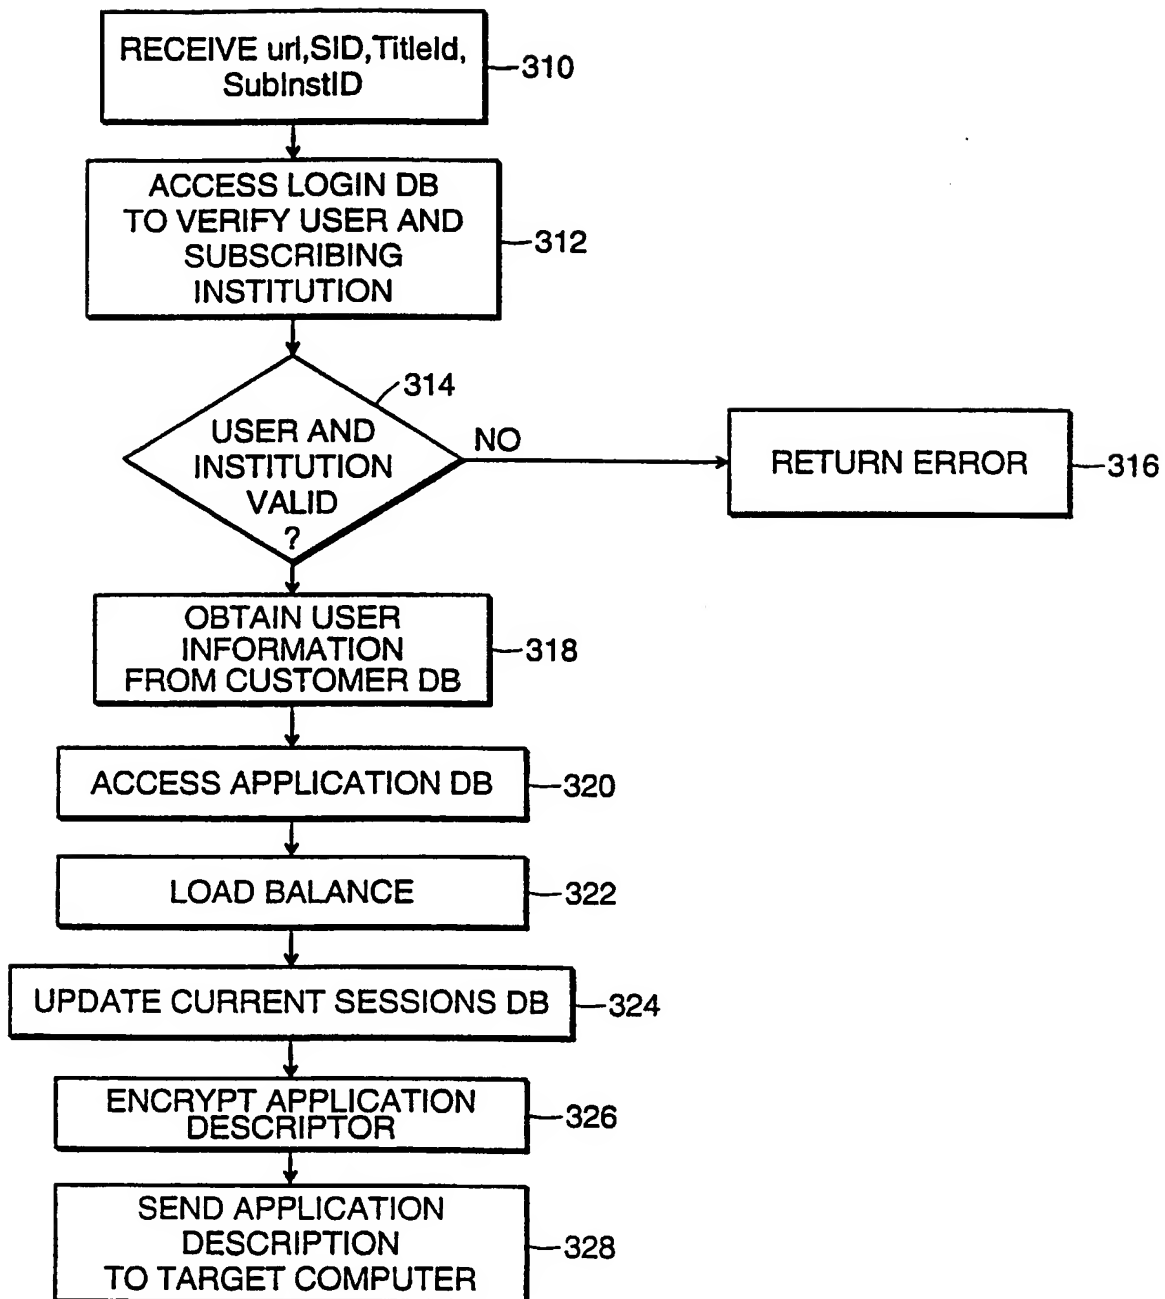 RECEIVE url,SID,TitleId,
SubInstID
310
ACCESS LOGIN DB
TO VERIFY USER AND
SUBSCRIBING
INSTITUTION
312
314
USER AND
INSTITUTION
VALID
?
NO
RETURN ERROR
316
OBTAIN USER
INFORMATION
FROM CUSTOMER DB
318
ACCESS APPLICATION DB
320
LOAD BALANCE
322
UPDATE CURRENT SESSIONS DB
324
ENCRYPT APPLICATION
DESCRIPTOR
326
SEND APPLICATION
DESCRIPTION
TO TARGET COMPUTER
328